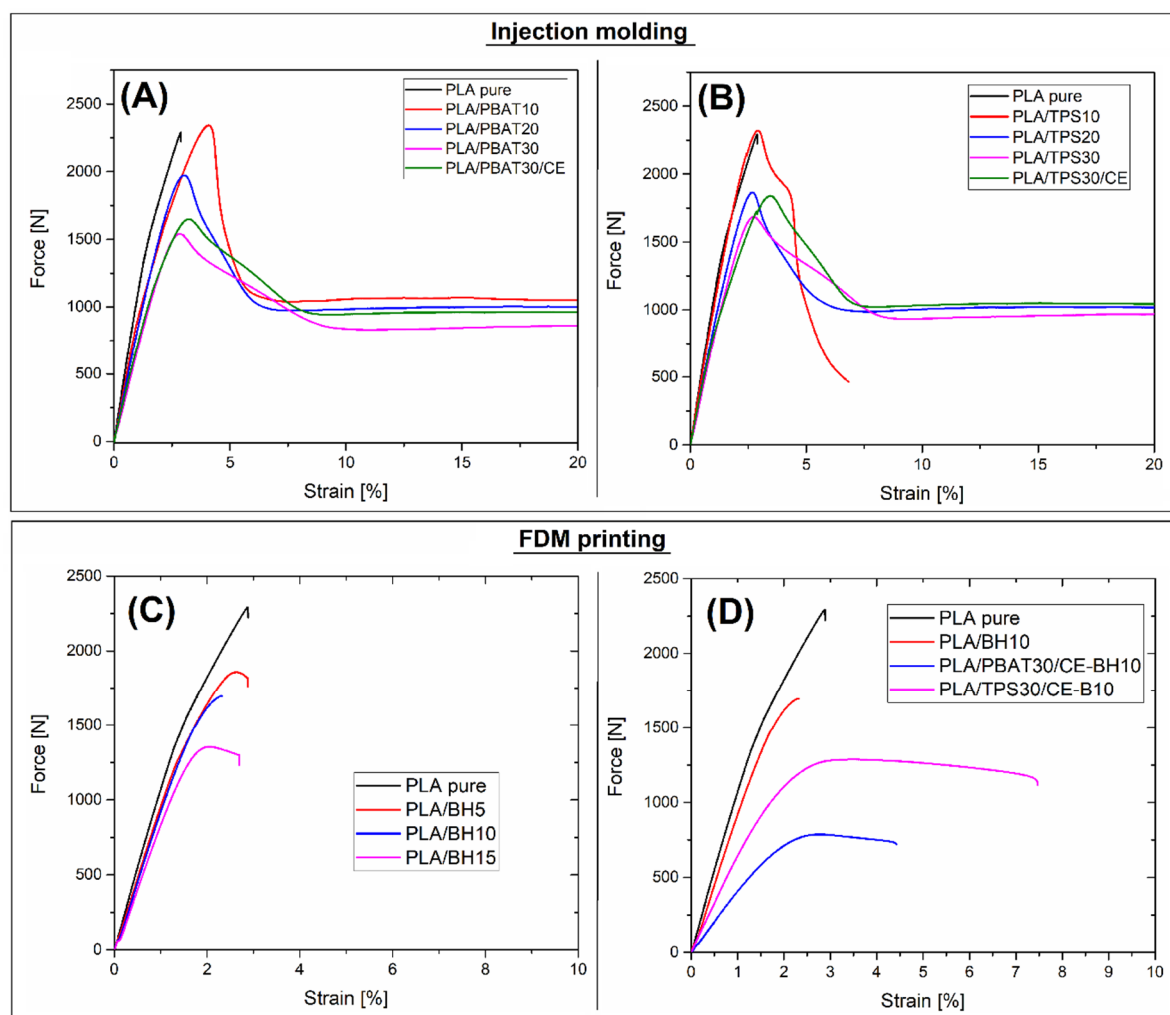 Injection molding
(A)
PLA pure
PLA/PBAT10
PLA/PBAT20
PLA/PBAT30
PLA/PBAT30/CE
2500
2000
1500
1000
500
0
Force [N]
0 5 10 15 20
Strain [%]
(B)
PLA pure
PLA/TPS10
PLA/TPS20
PLA/TPS30
PLA/TPS30/CE
2500
2000
1500
1000
500
0
Force [N]
0 5 10 15 20
Strain [%]
FDM printing
(C)
PLA pure
PLA/BH5
PLA/BH10
PLA/BH15
2500
2000
1500
1000
500
0
Force [N]
0 2 4 6 8 10
Strain [%]
(D)
PLA pure
PLA/BH10
PLA/PBAT30/CE-BH10
PLA/TPS30/CE-B10
2500
2000
1500
1000
500
0
Force [N]
0 1 2 3 4 5 6 7 8 9 10
Strain [%]